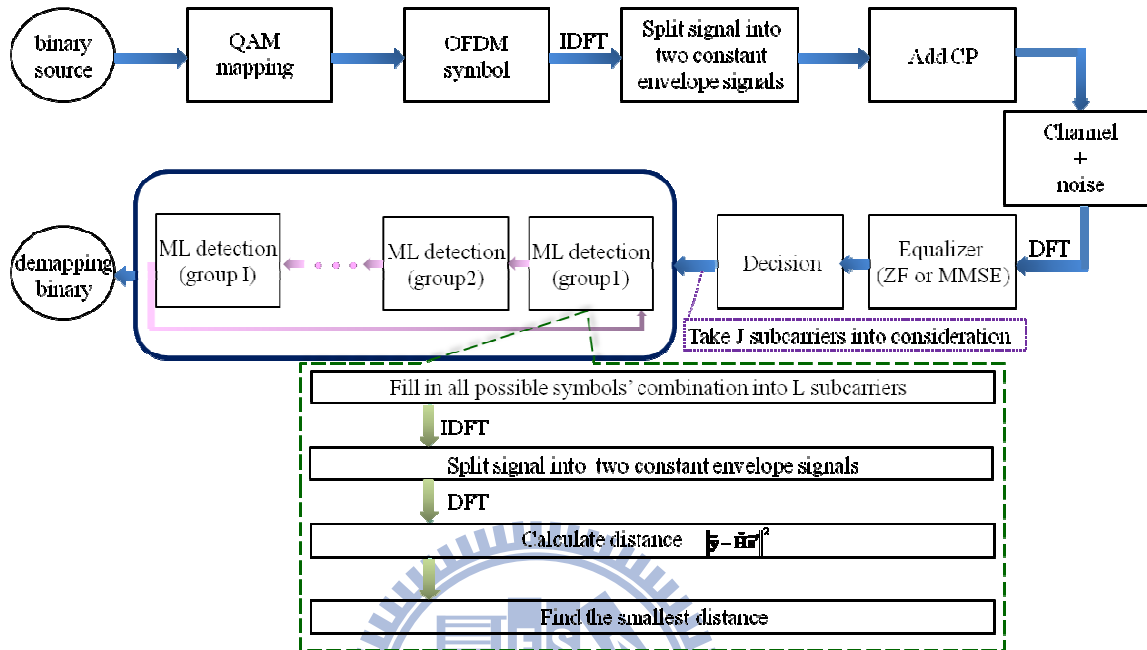 binary
source
QAM
mapping
OFDM
symbol
IDFT
Split signal into
two constant
envelope signals
Add CP
Channel
+
noise
DFT
Equalizer
(ZF or MMSE)
Decision
Take J subcarriers into consideration
ML detection
(group1)
ML detection
(group2)
ML detection
(group I)
demapping
binary
Fill in all possible symbols’ combination into L subcarriers
IDFT
Split signal into two constant envelope signals
DFT
Calculate distance
Find the smallest distance